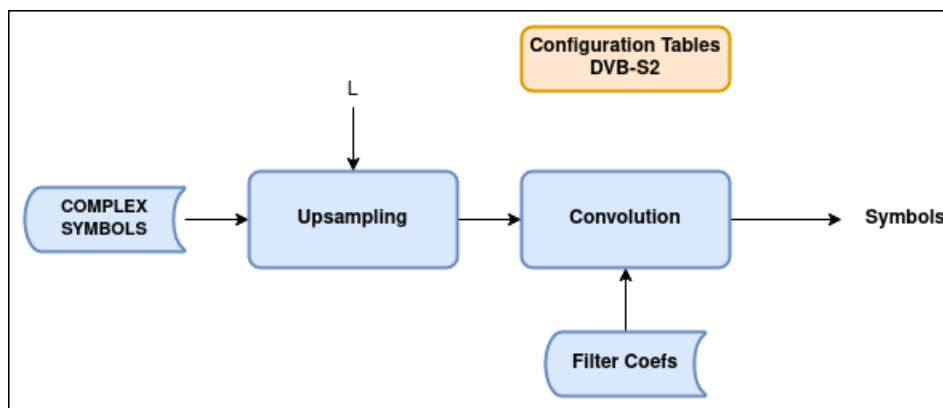 Configuration Tables
DVB-S2
L
COMPLEX
SYMBOLS
Upsampling
Convolution
Symbols
Filter Coefs